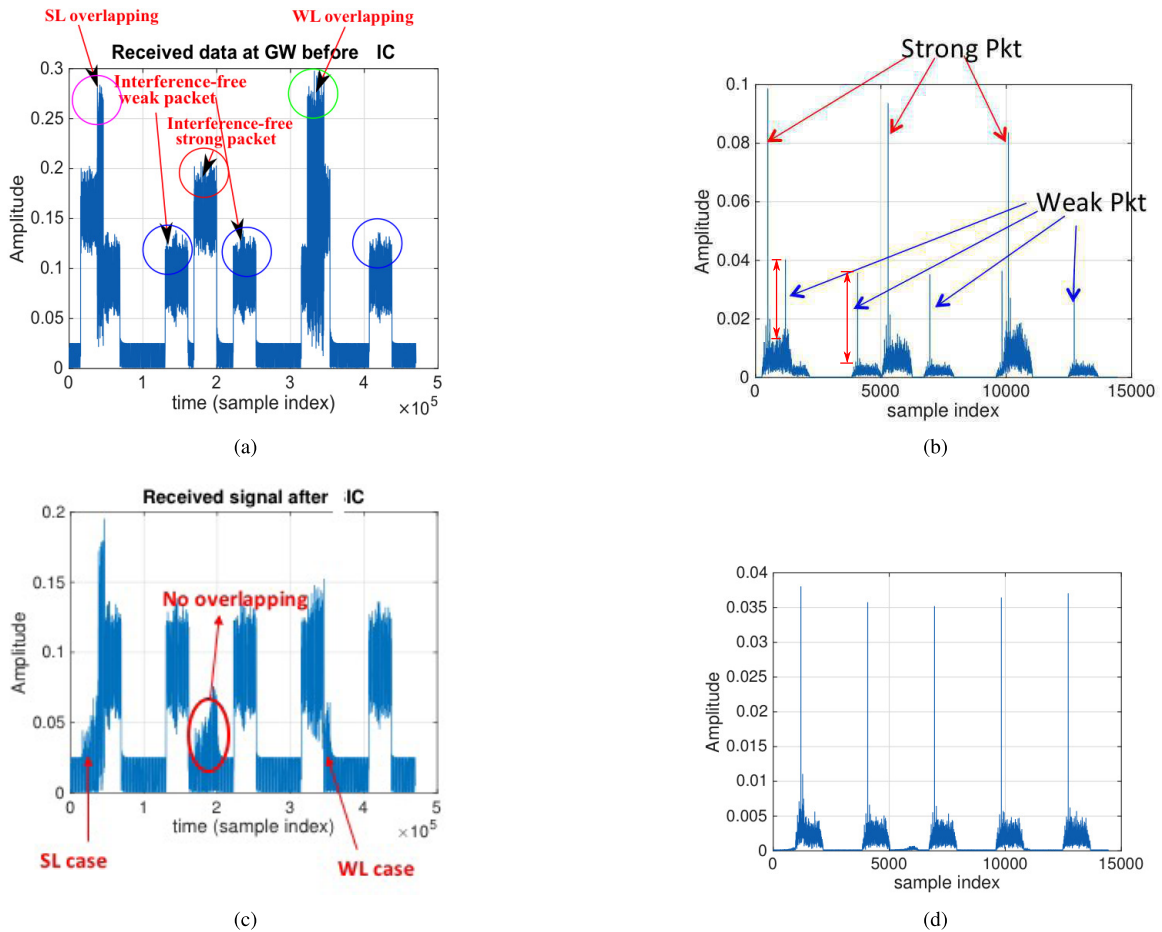 SL overlapping
WL overlapping
Received data at GW before IC
Interference-free
weak packet
Interference-free
strong packet
Amplitude
0.3
0.25
0.2
0.15
0.1
0.05
0
0 1 2 3 4 5
time (sample index)
×10⁵
(a)
Strong Pkt
Weak Pkt
Amplitude
0.1
0.08
0.06
0.04
0.02
0
0 5000 10000 15000
sample index
(b)
Received signal after IC
No overlapping
Amplitude
0.2
0.15
0.1
0.05
0
0 1 2 3 4 5
time (sample index)
×10⁵
SL case
WL case
(c)
Amplitude
0.04
0.035
0.03
0.025
0.02
0.015
0.01
0.005
0
0 5000 10000 15000
sample index
(d)